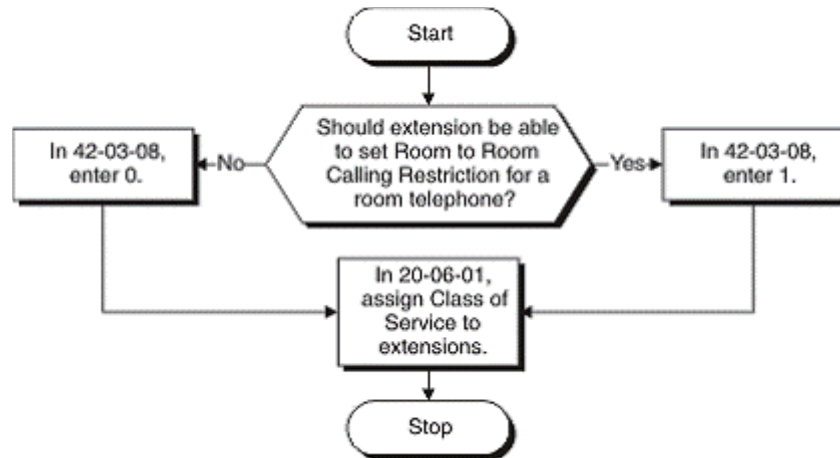 Start
Should extension be able
to set Room to Room
Calling Restriction for a
room telephone?
No
Yes
In 42-03-08,
enter 0.
In 42-03-08,
enter 1.
In 20-06-01,
assign Class of
Service to
extensions.
Stop